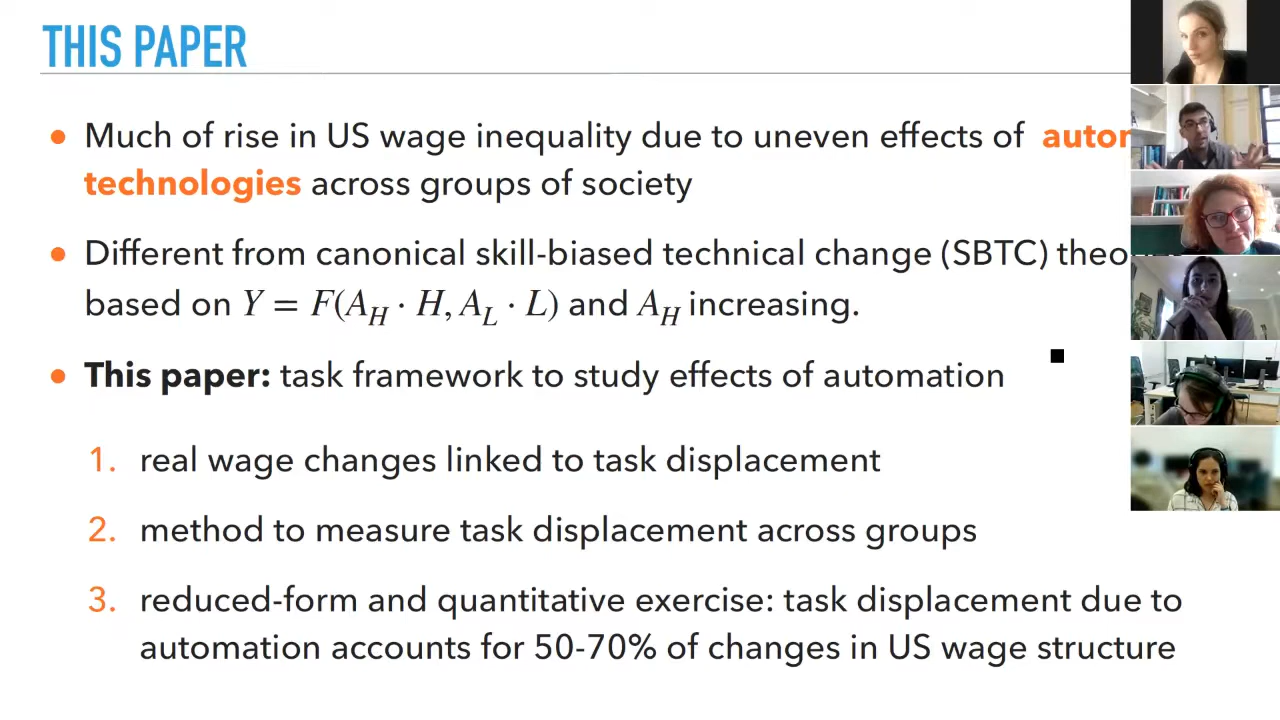 THIS PAPER
• Much of rise in US wage inequality due to uneven effects of
technologies across groups of society
• Different from canonical skill-biased technical change (SBTC)
based on Y = F(A_H · H, A_L · L) and A_H increasing.
• This paper: task framework to study effects of automation
1. real wage changes linked to task displacement
2. method to measure task displacement across groups
3. reduced-form and quantitative exercise: task displacement due to
automation accounts for 50-70% of changes in US wage structure